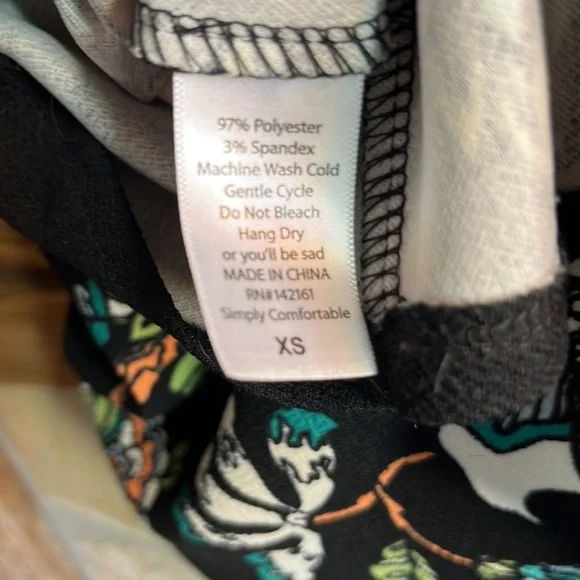 97% Polyester
3% Spandex
Machine Wash Cold
Gentle Cycle
Do Not Bleach
Hang Dry
or you'll be sad
MADE IN CHINA
RN#142161
Simply Comfortable
XS